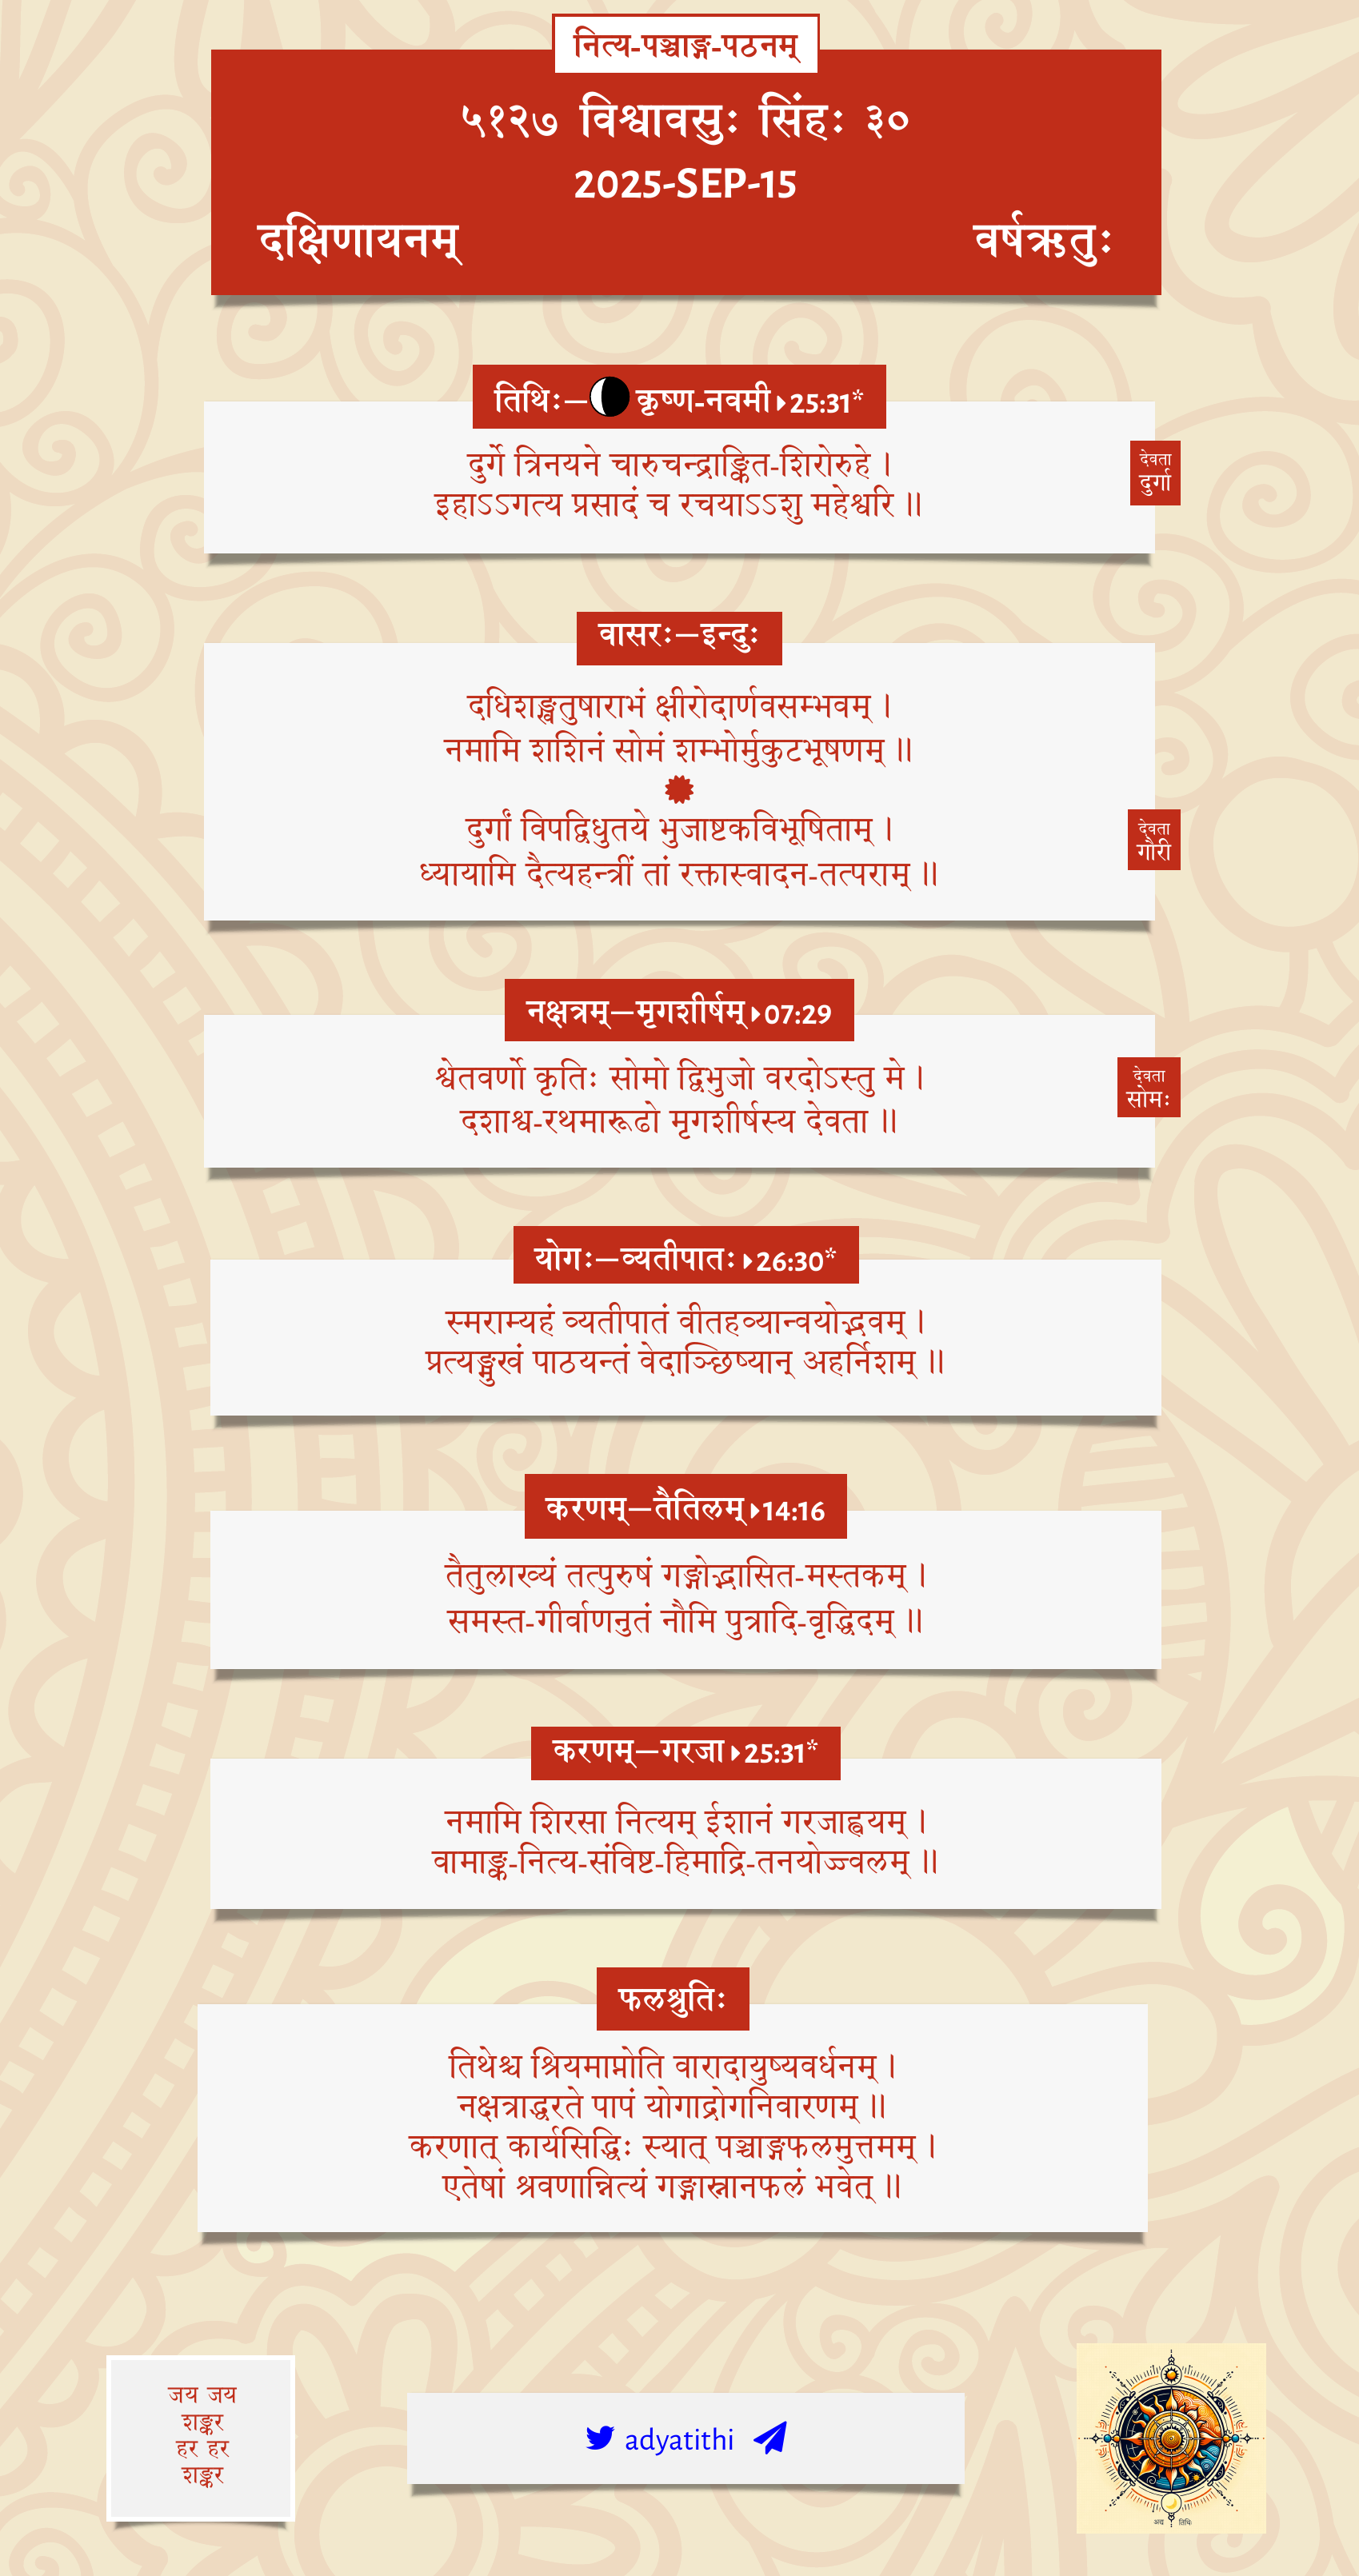 नित्य-पञ्चाङ्ग-पठनम्
५१२७ विश्वावसुः सिंहः ३०
2025-SEP-15
दक्षिणायनम् वर्षऋतुः
तिथिः— कृष्ण-नवमी 25:31*
दुर्गे त्रिनयने चारुचन्द्राङ्कित-शिरोरुहे ।
इहाऽऽगत्य प्रसादं च रचयाऽऽशु महेश्वरि ॥
देवता
दुर्गा
वासरः—इन्दुः
दधिशङ्खतुषाराभं क्षीरोदार्णवसम्भवम् ।
नमामि शशिनं सोमं शम्भोर्मुकुटभूषणम् ॥
दुर्गां विपद्विधुतये भुजाष्टकविभूषिताम् ।
ध्यायामि दैत्यहन्त्रीं तां रक्तास्वादन-तत्पराम् ॥
देवता
गौरी
नक्षत्रम्—मृगशीर्षम् 07:29
श्वेतवर्णो कृतिः सोमो द्विभुजो वरदोऽस्तु मे ।
दशाश्व-रथमारूढो मृगशीर्षस्य देवता ॥
देवता
सोमः
योगः—व्यतीपातः 26:30*
स्मराम्यहं व्यतीपातं वीतहव्यान्वयोद्भवम् ।
प्रत्यङ्मुखं पाठयन्तं वेदाञ्छिष्यान् अहर्निशम् ॥
करणम्—तैतिलम् 14:16
तैतुलाख्यं तत्पुरुषं गङ्गोद्भासित-मस्तकम् ।
समस्त-गीर्वाणनुतं नौमि पुत्रादि-वृद्धिदम् ॥
करणम्—गरजा 25:31*
नमामि शिरसा नित्यम् ईशानं गरजाह्वयम् ।
वामाङ्क-नित्य-संविष्ट-हिमाद्रि-तनयोज्ज्वलम् ॥
फलश्रुतिः
तिथेश्च श्रियमाप्नोति वारादायुष्यवर्धनम् ।
नक्षत्राद्धरते पापं योगाद्रोगनिवारणम् ॥
करणात् कार्यसिद्धिः स्यात् पञ्चाङ्गफलमुत्तमम् ।
एतेषां श्रवणान्नित्यं गङ्गास्नानफलं भवेत् ॥
जय जय
शङ्कर
हर हर
शङ्कर
adyatithi
अद्य तिथिः